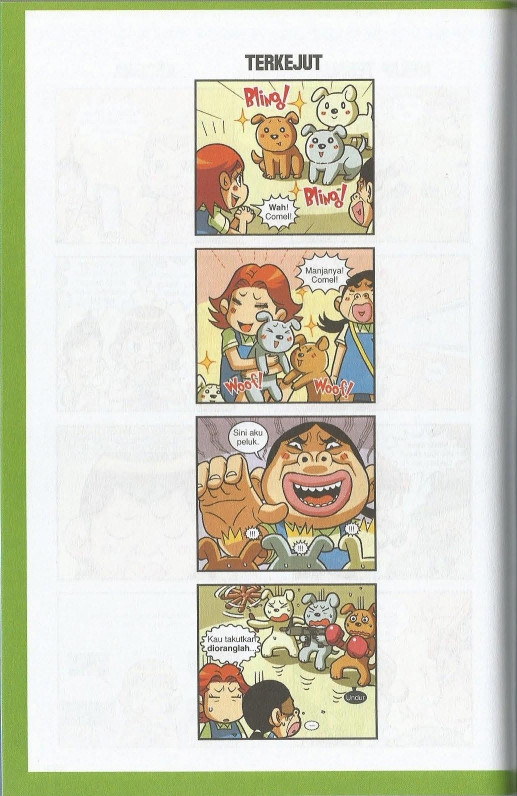 TERKEJUT
Bling!
Wah!
Comel!
Bling!
Manjanya!
Comel!
Woof!
Woof!
Sini aku
peluk.
!!!
!!!
!!!
Kau takutkan
dioranglah...
Undur
...